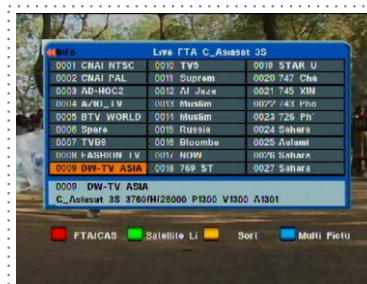 Info Live FTA C_Asiasat 3S
0001 CNAI NTSC 0010 TV5 0019 STAR U
0002 CNAI PAL 0011 Suprem 0020 747 Cha
0003 AD-HOC2 0012 Al Jaze 0021 745 XIN
0004 A/RO_TV 0013 Muslim 0022 743 Pho
0005 BTV WORLD 0014 Muslim 0023 726 Ph
0006 Spare 0015 Russia 0024 Sahara
0007 TVB8 0016 Bloombe 0025 Aalami
0008 FASHION TV 0017 NOW 0026 Sahara
0009 DW-TV ASIA 0018 769 ST 0027 Sahara
0009 DW-TV ASIA
C_Asiasat 3S 3760/H/26000 P1300 V1300 A1301
FTA/CAS Satellite Li Sort Multi Pictu